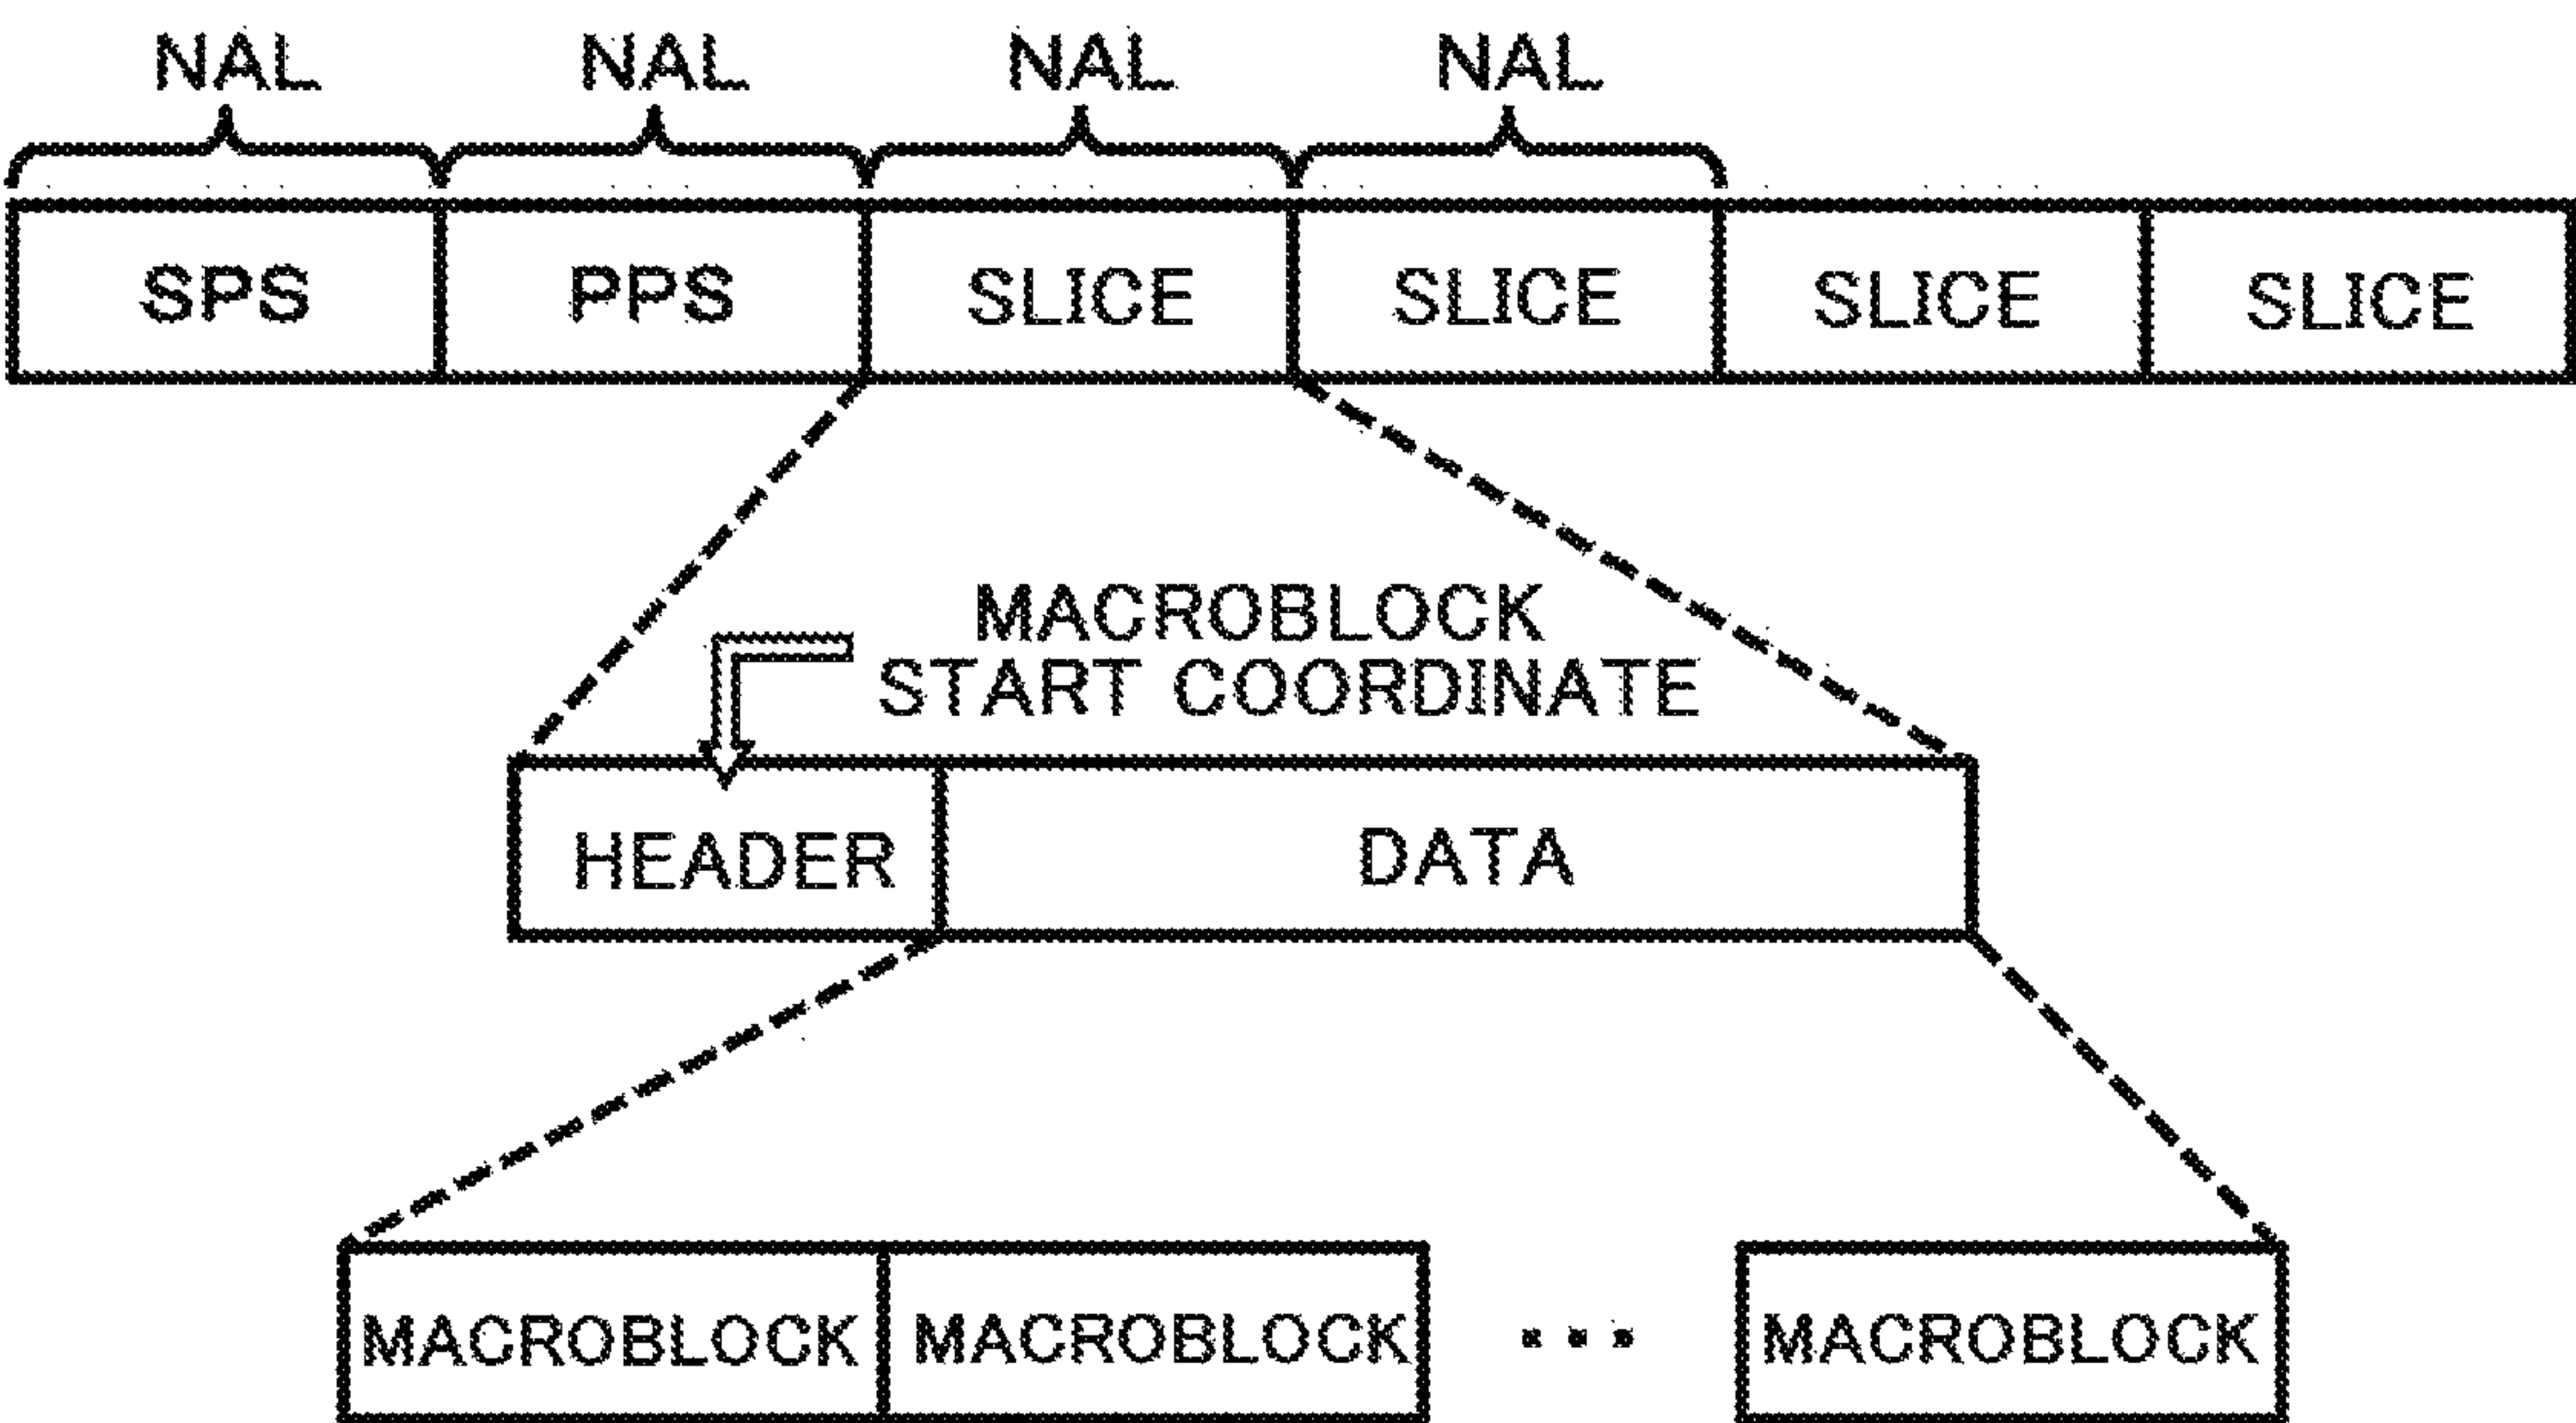 NAL NAL NAL NAL
SPS PPS SLICE SLICE SLICE SLICE
MACROBLOCK
START COORDINATE
HEADER DATA
MACROBLOCK MACROBLOCK ... MACROBLOCK